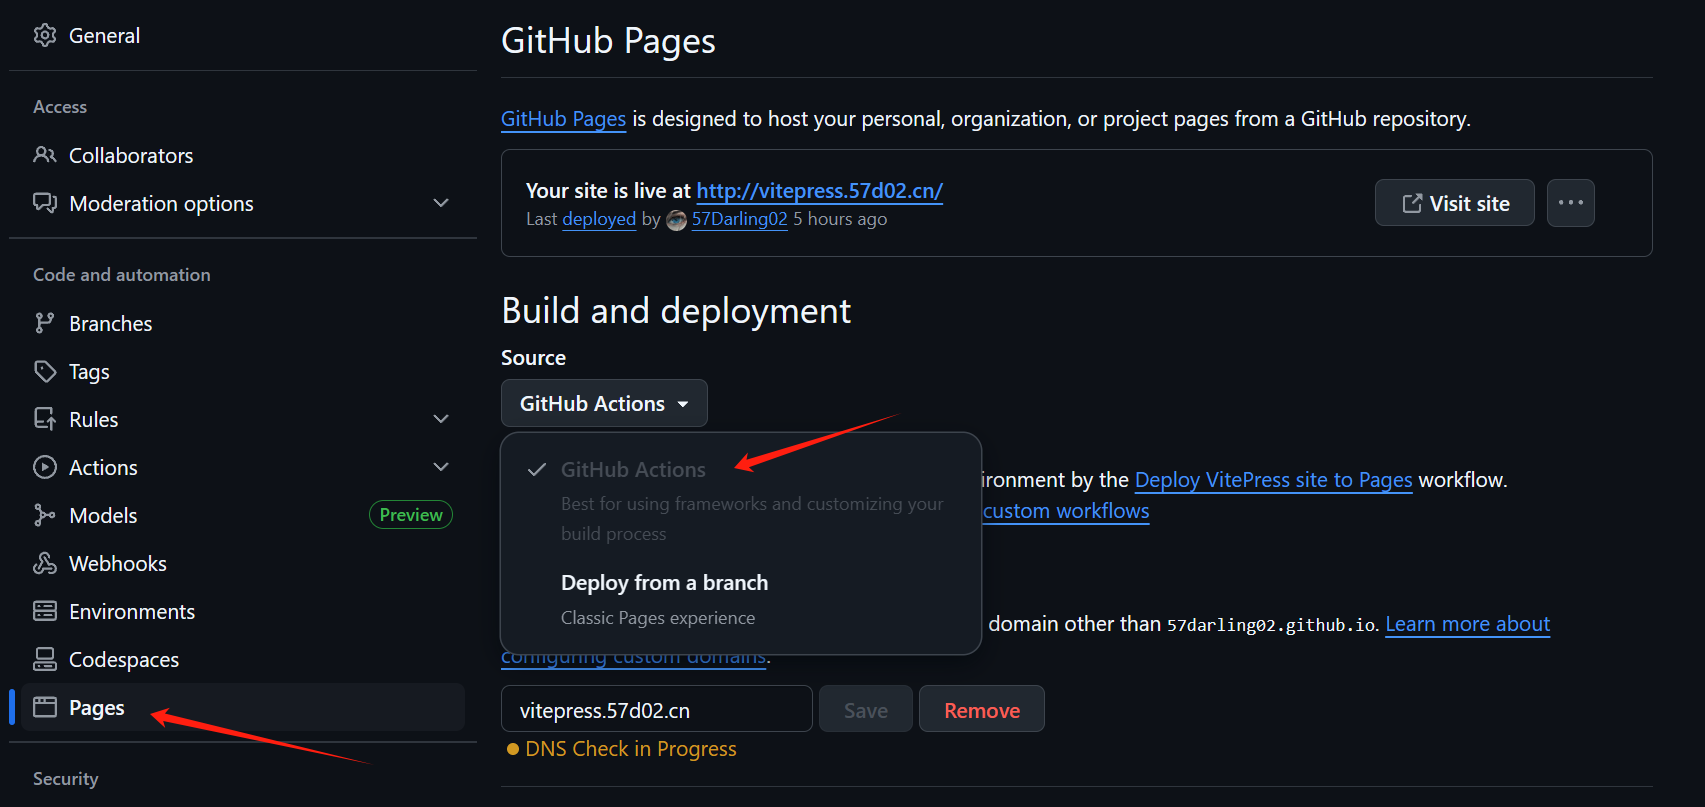 General
Access
Collaborators
Moderation options
Code and automation
Branches
Tags
Rules
Actions
Models Preview
Webhooks
Environments
Codespaces
Pages
Security
GitHub Pages
GitHub Pages is designed to host your personal, organization, or project pages from a GitHub repository.
Your site is live at http://vitepress.57d02.cn/
Last deployed by 57Darling02 5 hours ago
Visit site
Build and deployment
Source
GitHub Actions
GitHub Actions
Best for using frameworks and customizing your
build process
Deploy from a branch
Classic Pages experience
ironment by the Deploy VitePress site to Pages workflow.
custom workflows
domain other than 57darling02.github.io. Learn more about
configuring custom domains.
vitepress.57d02.cn Save Remove
DNS Check in Progress